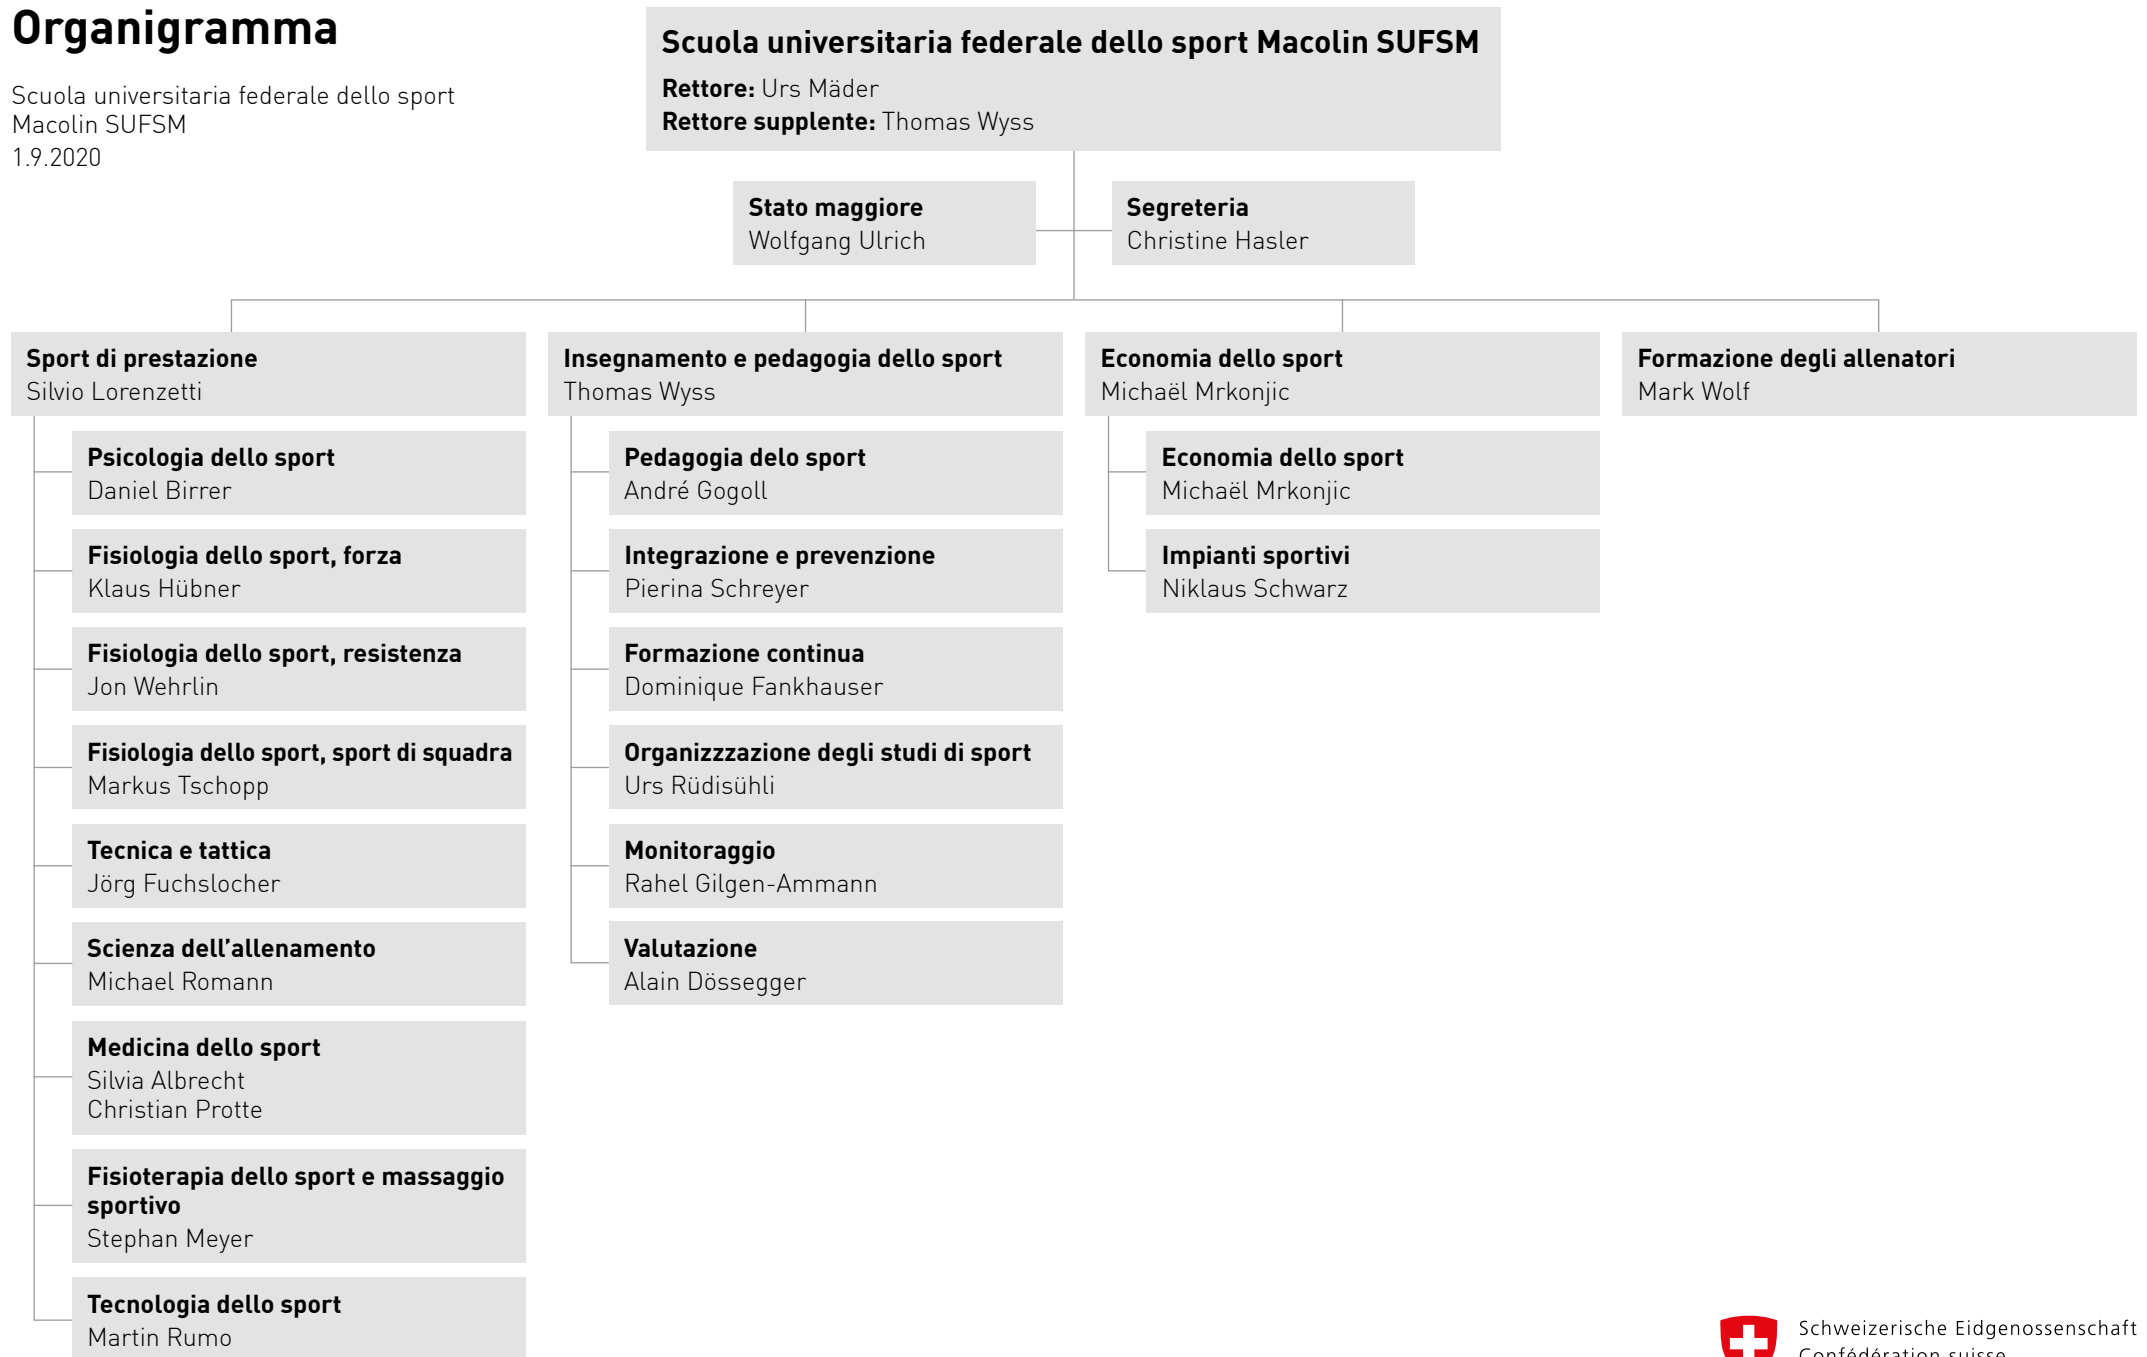 Organigramma
Scuola universitaria federale dello sport
Macolin SUFSM
1.9.2020
Scuola universitaria federale dello sport Macolin SUFSM
Rettore: Urs Mäder
Rettore supplente: Thomas Wyss
Stato maggiore
Wolfgang Ulrich
Segreteria
Christine Hasler
Sport di prestazione
Silvio Lorenzetti
Psicologia dello sport
Daniel Birrer
Fisiologia dello sport, forza
Klaus Hübner
Fisiologia dello sport, resistenza
Jon Wehrlin
Fisiologia dello sport, sport di squadra
Markus Tschopp
Tecnica e tattica
Jörg Fuchslocher
Scienza dell’allenamento
Michael Romann
Medicina dello sport
Silvia Albrecht
Christian Protte
Fisioterapia dello sport e massaggio
sportivo
Stephan Meyer
Tecnologia dello sport
Martin Rumo
Insegnamento e pedagogia dello sport
Thomas Wyss
Pedagogia delo sport
André Gogoll
Integrazione e prevenzione
Pierina Schreyer
Formazione continua
Dominique Fankhauser
Organizzzazione degli studi di sport
Urs Rüdisühli
Monitoraggio
Rahel Gilgen-Ammann
Valutazione
Alain Dössegger
Economia dello sport
Michaël Mrkonjic
Economia dello sport
Michaël Mrkonjic
Impianti sportivi
Niklaus Schwarz
Formazione degli allenatori
Mark Wolf
Schweizerische Eidgenossenschaft
Confédération suisse